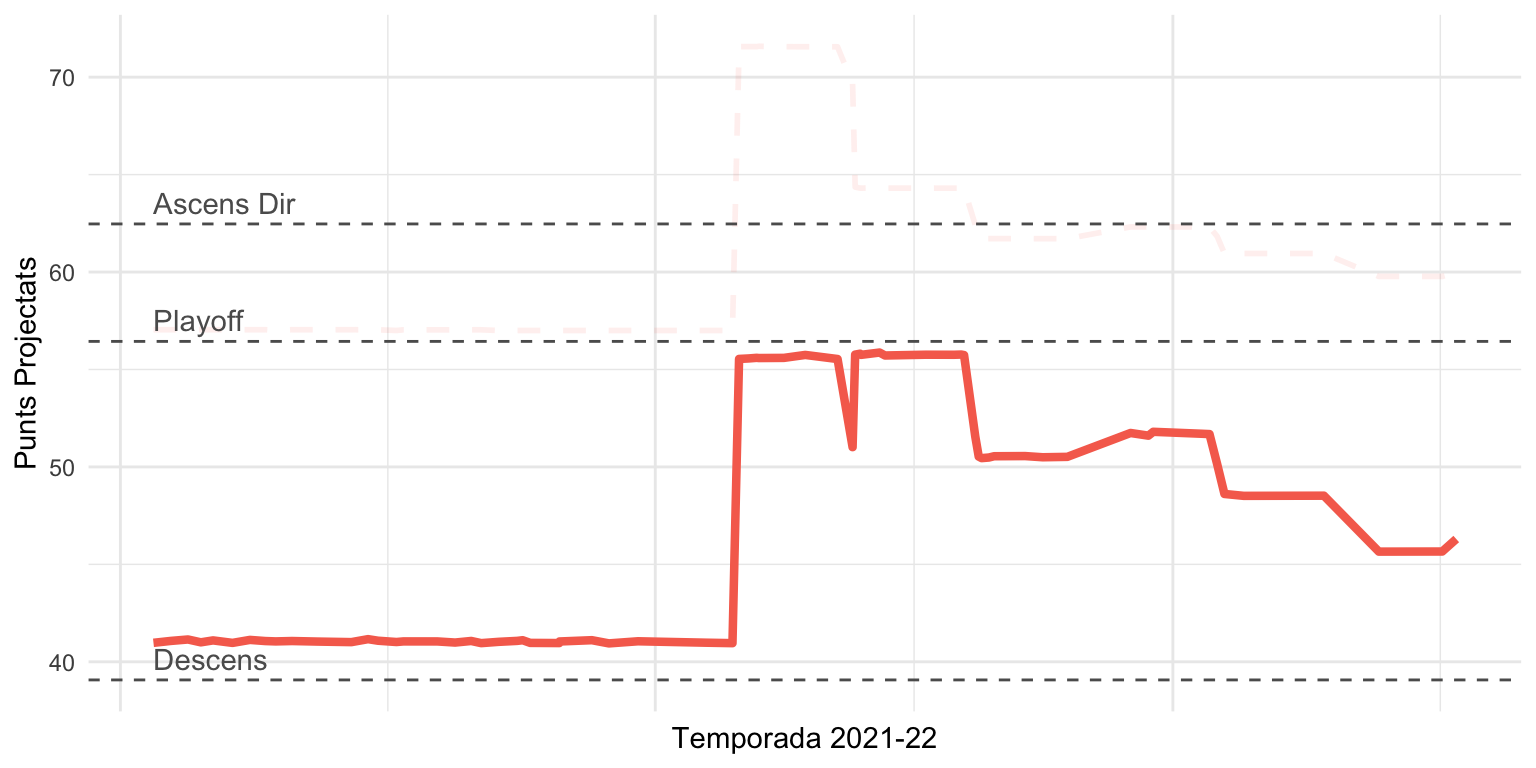 70
Ascens Dir
60
Playoff
Punts Projectats
50
40
Descens
Temporada 2021-22